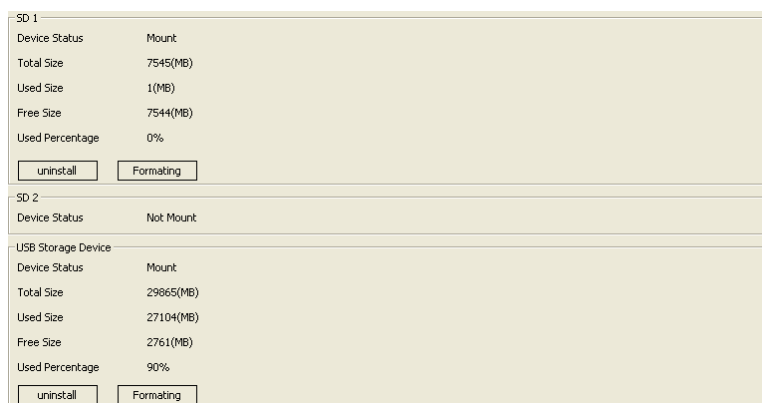 SD 1
Device Status Mount
Total Size 7545(MB)
Used Size 1(MB)
Free Size 7544(MB)
Used Percentage 0%
uninstall Formating
SD 2
Device Status Not Mount
USB Storage Device
Device Status Mount
Total Size 29865(MB)
Used Size 27104(MB)
Free Size 2761(MB)
Used Percentage 90%
uninstall Formating